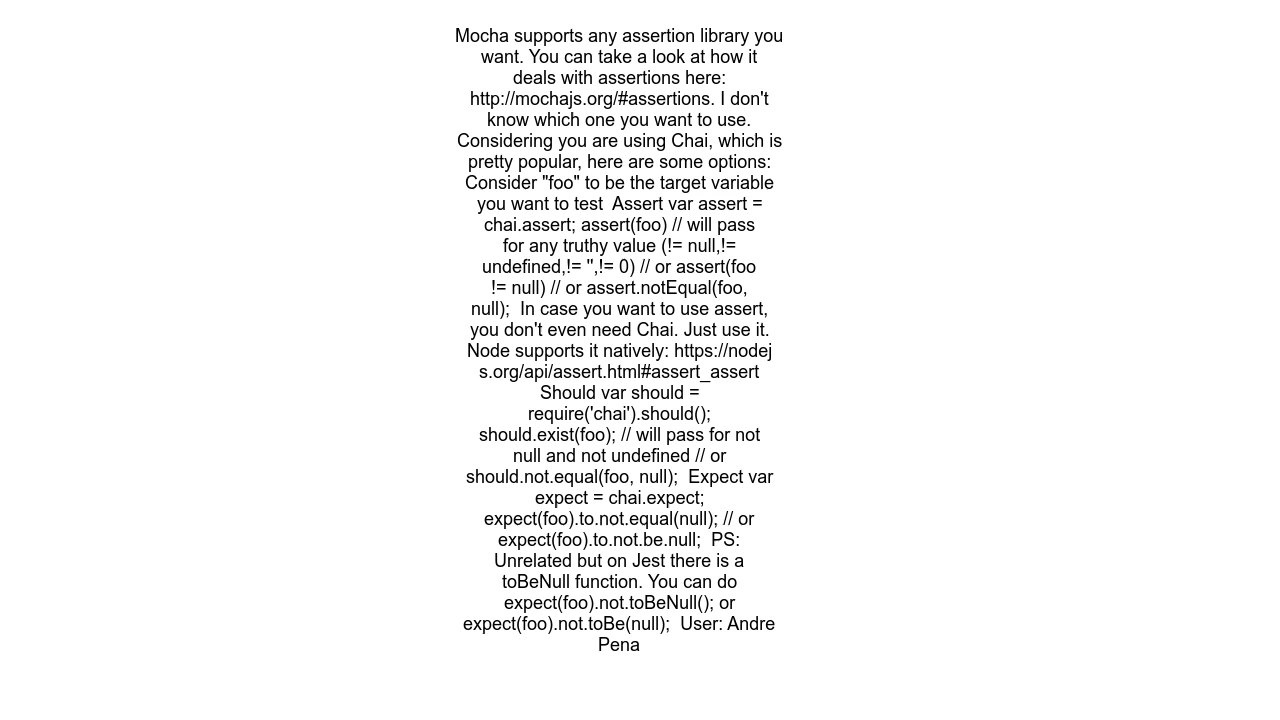 Mocha supports any assertion library you
want. You can take a look at how it
deals with assertions here:
http://mochajs.org/#assertions. I don't
know which one you want to use.
Considering you are using Chai, which is
pretty popular, here are some options:
Consider "foo" to be the target variable
you want to test  Assert var assert =
chai.assert; assert(foo) // will pass
for any truthy value (!= null,!=
undefined,!= '',!= 0) // or assert(foo
!= null) // or assert.notEqual(foo,
null);  In case you want to use assert,
you don't even need Chai. Just use it.
Node supports it natively: https://nodej
s.org/api/assert.html#assert_assert
Should var should =
require('chai').should();
should.exist(foo); // will pass for not
null and not undefined // or
should.not.equal(foo, null);  Expect var
expect = chai.expect;
expect(foo).to.not.equal(null); // or
expect(foo).to.not.be.null;  PS:
Unrelated but on Jest there is a
toBeNull function. You can do
expect(foo).not.toBeNull(); or
expect(foo).not.toBe(null);  User: Andre
Pena